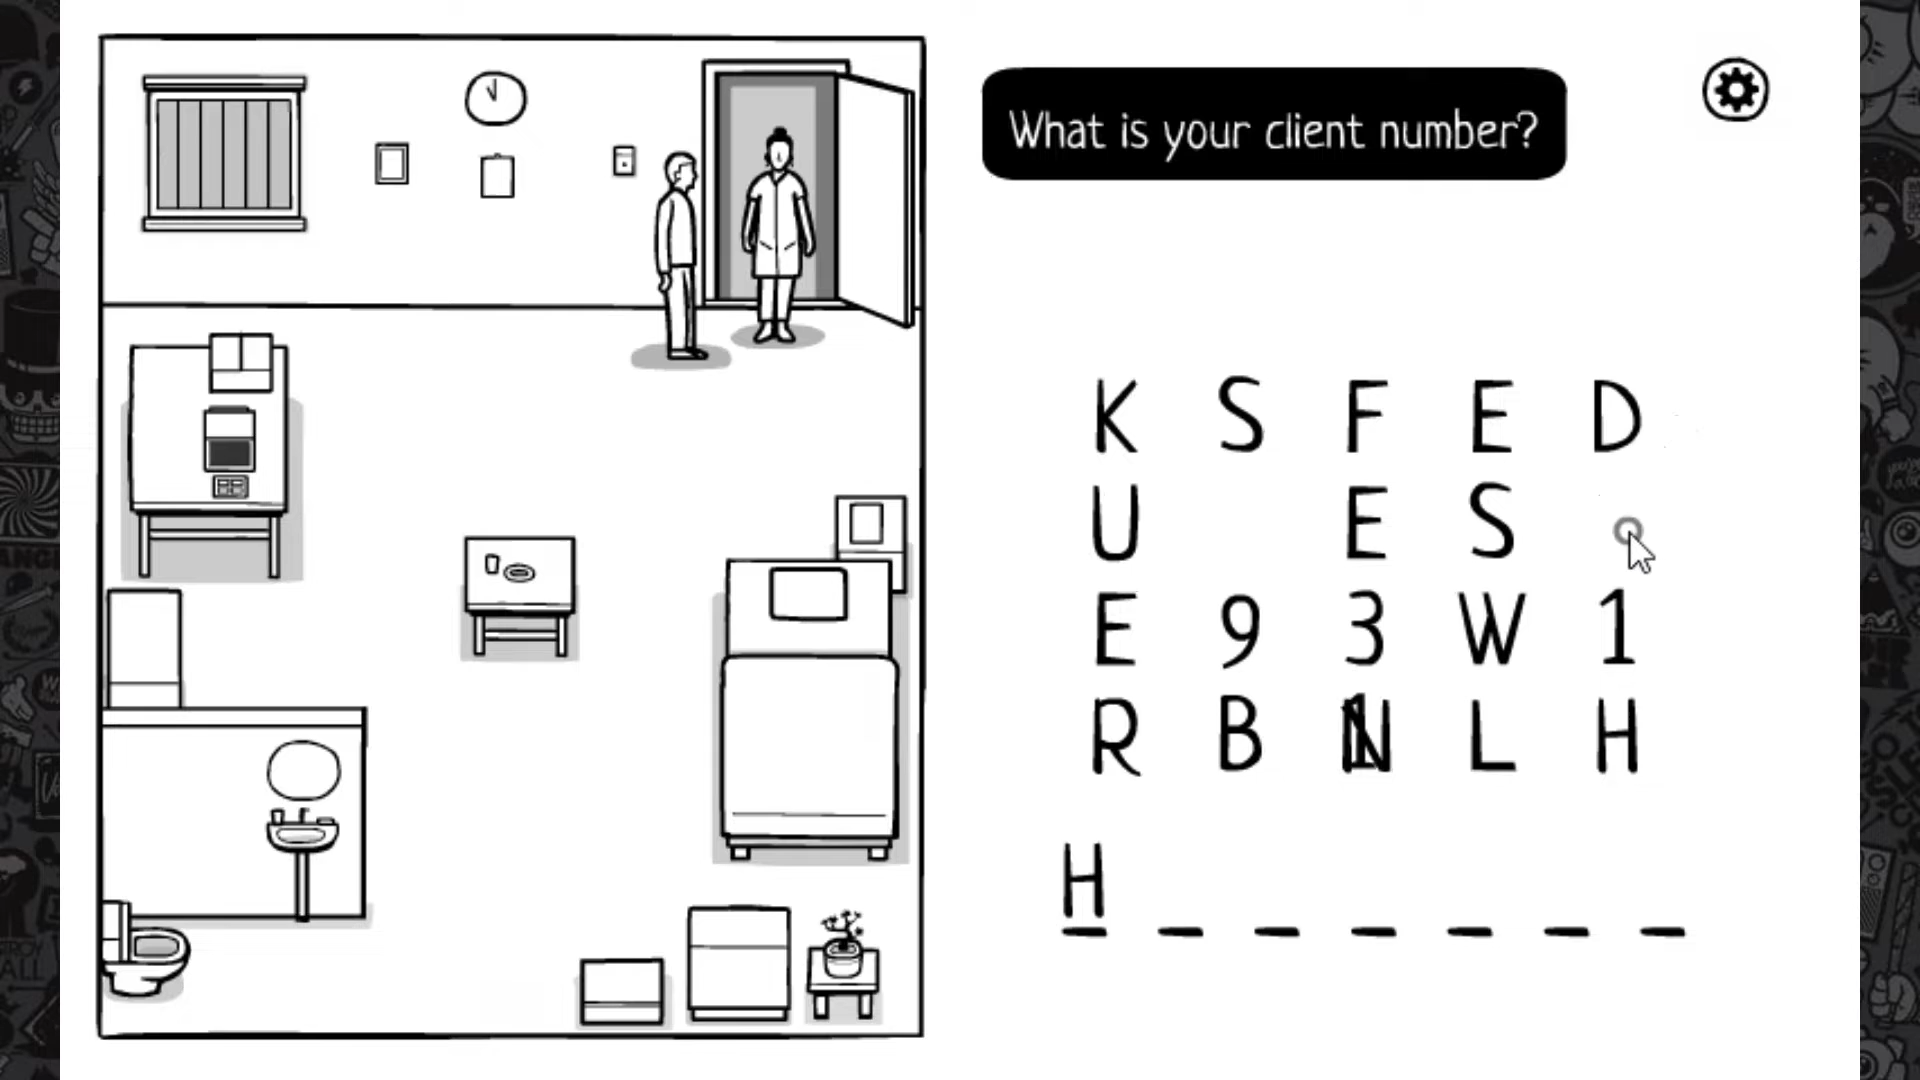 What is your client number?
K S F E D
U E S
E 9 3 W 1
R B L H
H